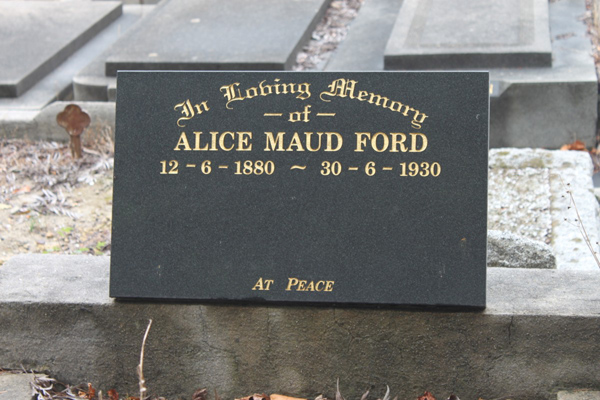 In Loving Memory
– of –
ALICE MAUD FORD
12 – 6 – 1880 ~ 30 – 6 – 1930
AT PEACE